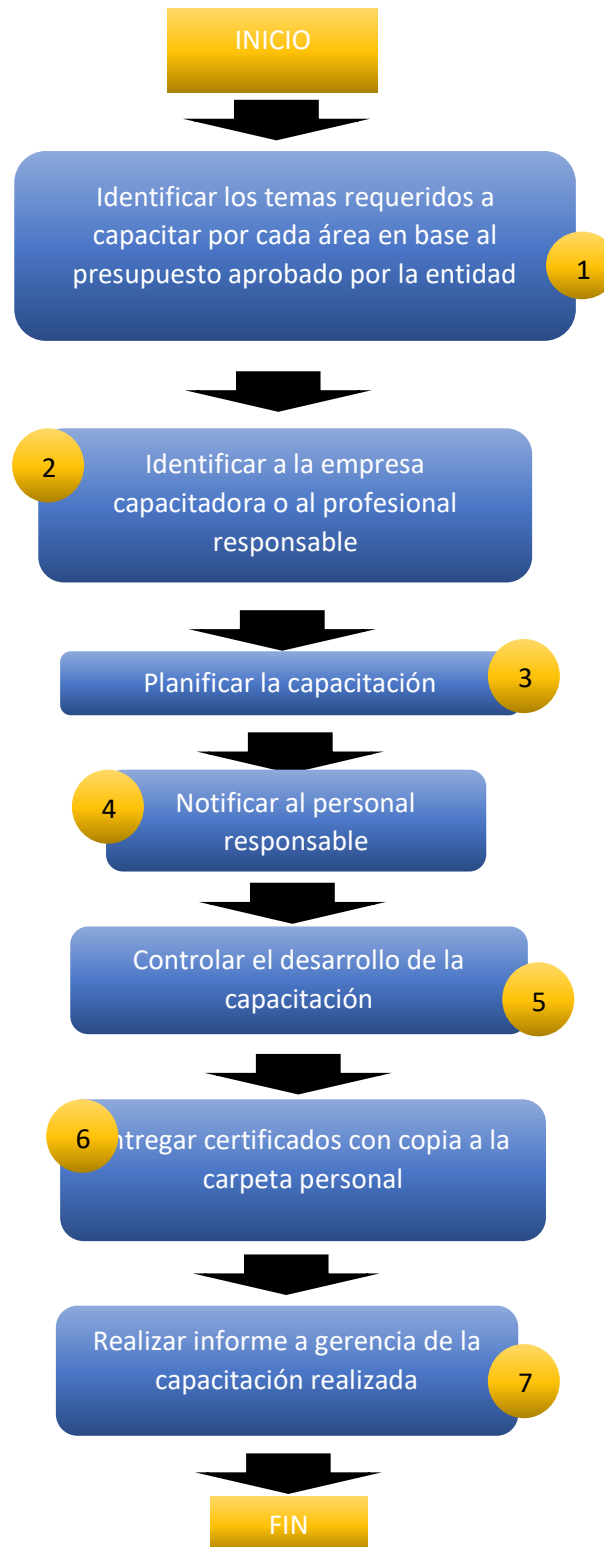 INICIO
Identificar los temas requeridos a
capacitar por cada área en base al
presupuesto aprobado por la entidad
1
2
Identificar a la empresa
capacitadora o al profesional
responsable
Planificar la capacitación
3
4
Notificar al personal
responsable
Controlar el desarrollo de la
capacitación
5
6
ntregar certificados con copia a la
carpeta personal
Realizar informe a gerencia de la
capacitación realizada
7
FIN